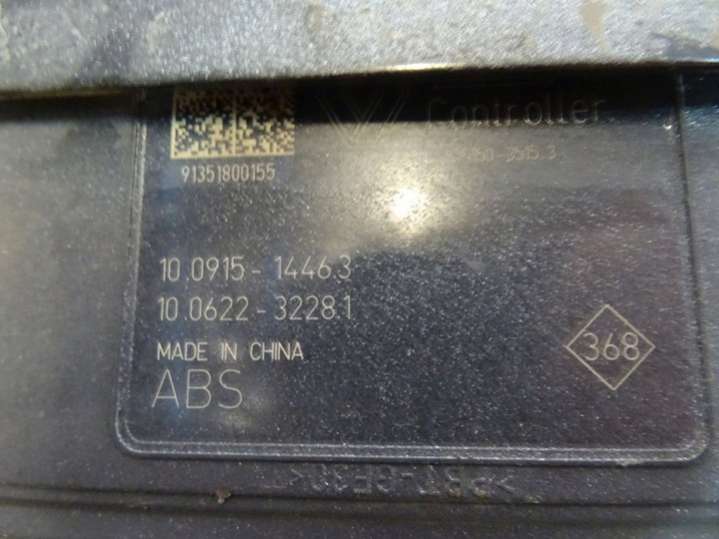 Controller
91351800155
10.0915-1446.3
10.0622-3228.1
MADE IN CHINA
368
ABS